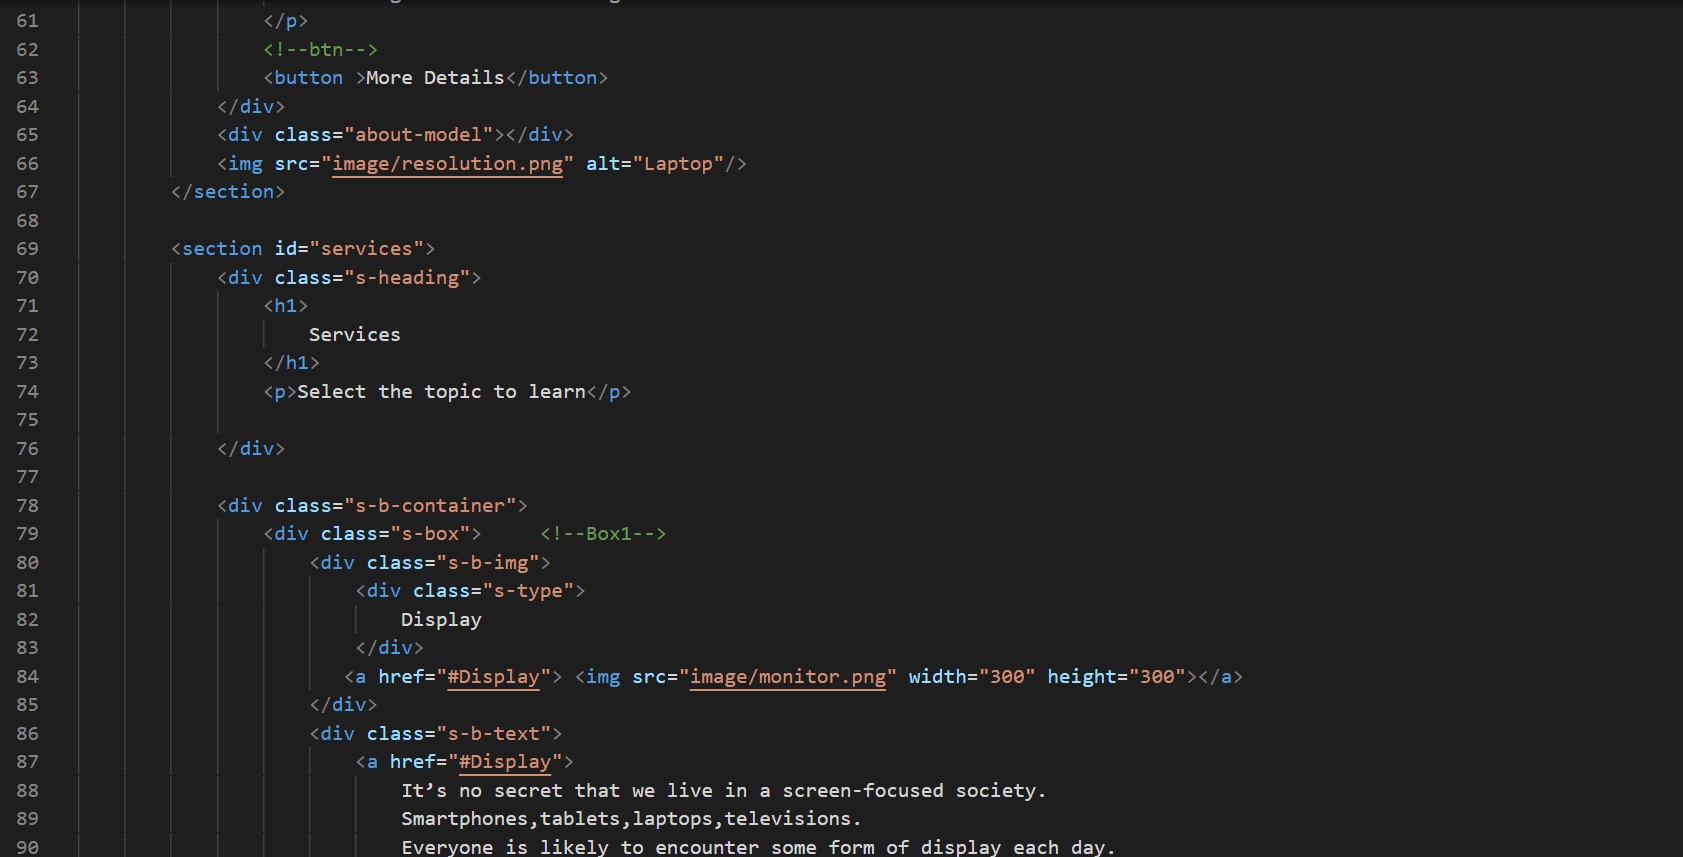 61 </p>
62 <!--btn-->
63 <button >More Details</button>
64 </div>
65 <div class="about-model"></div>
66 <img src="image/resolution.png" alt="Laptop"/>
67 </section>
68
69 <section id="services">
70 <div class="s-heading">
71 <h1>
72 Services
73 </h1>
74 <p>Select the topic to learn</p>
75
76 </div>
77
78 <div class="s-b-container">
79 <div class="s-box"> <!--Box1-->
80 <div class="s-b-img">
81 <div class="s-type">
82 Display
83 </div>
84 <a href="#Display"> <img src="image/monitor.png" width="300" height="300"></a>
85 </div>
86 <div class="s-b-text">
87 <a href="#Display">
88 It’s no secret that we live in a screen-focused society.
89 Smartphones,tablets,laptops,televisions.
90 Everyone is likely to encounter some form of display each day.